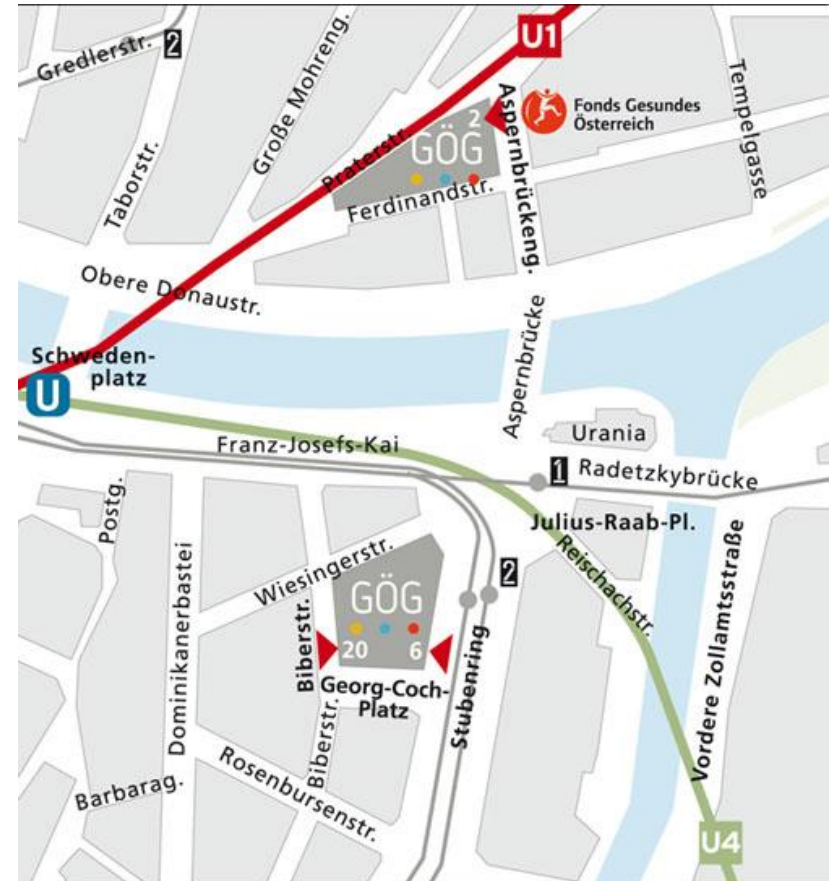 U1
2
Gredlerstr.
Große Mohreng.
Taborstr.
Praterstr.
2
GÖG
Ferdinandstr.
Aspernbrückeng.
Fonds Gesundes
Österreich
Tempelgasse
Obere Donaustr.
Schweden-
platz
U
Aspernbrücke
Franz-Josefs-Kai
Urania
1
Radetzkybrücke
Julius-Raab-Pl.
Postg.
Dominikanerbastei
Wiesingerstr.
GÖG
20
6
Biberstr.
Georg-Coch-
Platz
2
Stubenring
Reischachstr.
Vordere Zollamtsstraße
Biberstr.
Rosenbursenstr.
Barbarag.
U4